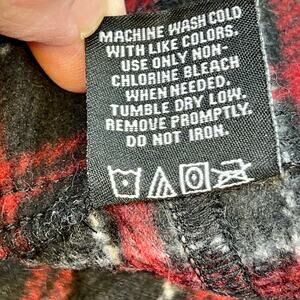 MACHINE WASH COLD
WITH LIKE COLORS.
USE ONLY NON-
CHLORINE BLEACH
WHEN NEEDED.
TUMBLE DRY LOW.
REMOVE PROMPTLY.
DO NOT IRON.